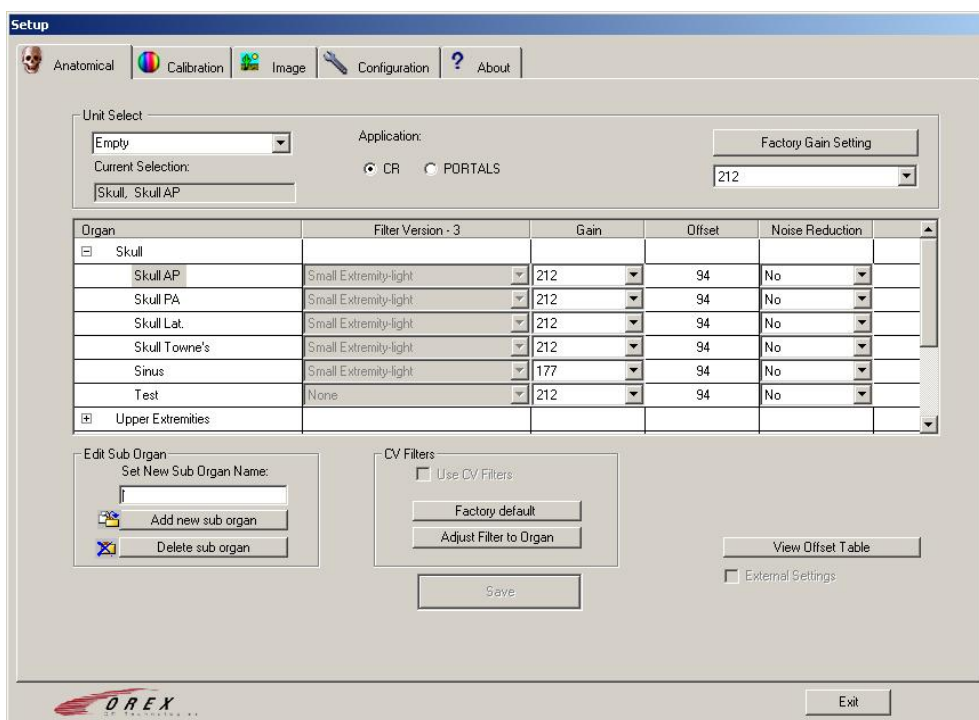 Setup
Anatomical Calibration Image Configuration ? About
Unit Select
Empty
Application:
Factory Gain Setting
Current Selection:
CR PORTALS
212
Skull, Skull AP
Organ Filter Version - 3 Gain Offset Noise Reduction
Skull
Skull AP Small Extremity-light 212 94 No
Skull PA Small Extremity-light 212 94 No
Skull Lat. Small Extremity-light 212 94 No
Skull Towne's Small Extremity-light 212 94 No
Sinus Small Extremity-light 177 94 No
Test None 212 94 No
Upper Extremities
Edit Sub Organ
Set New Sub Organ Name:
Add new sub organ
Delete sub organ
CV Filters
Use CV Filters
Factory default
Adjust Filter to Organ
View Offset Table
External Settings
Save
OREX
Exit